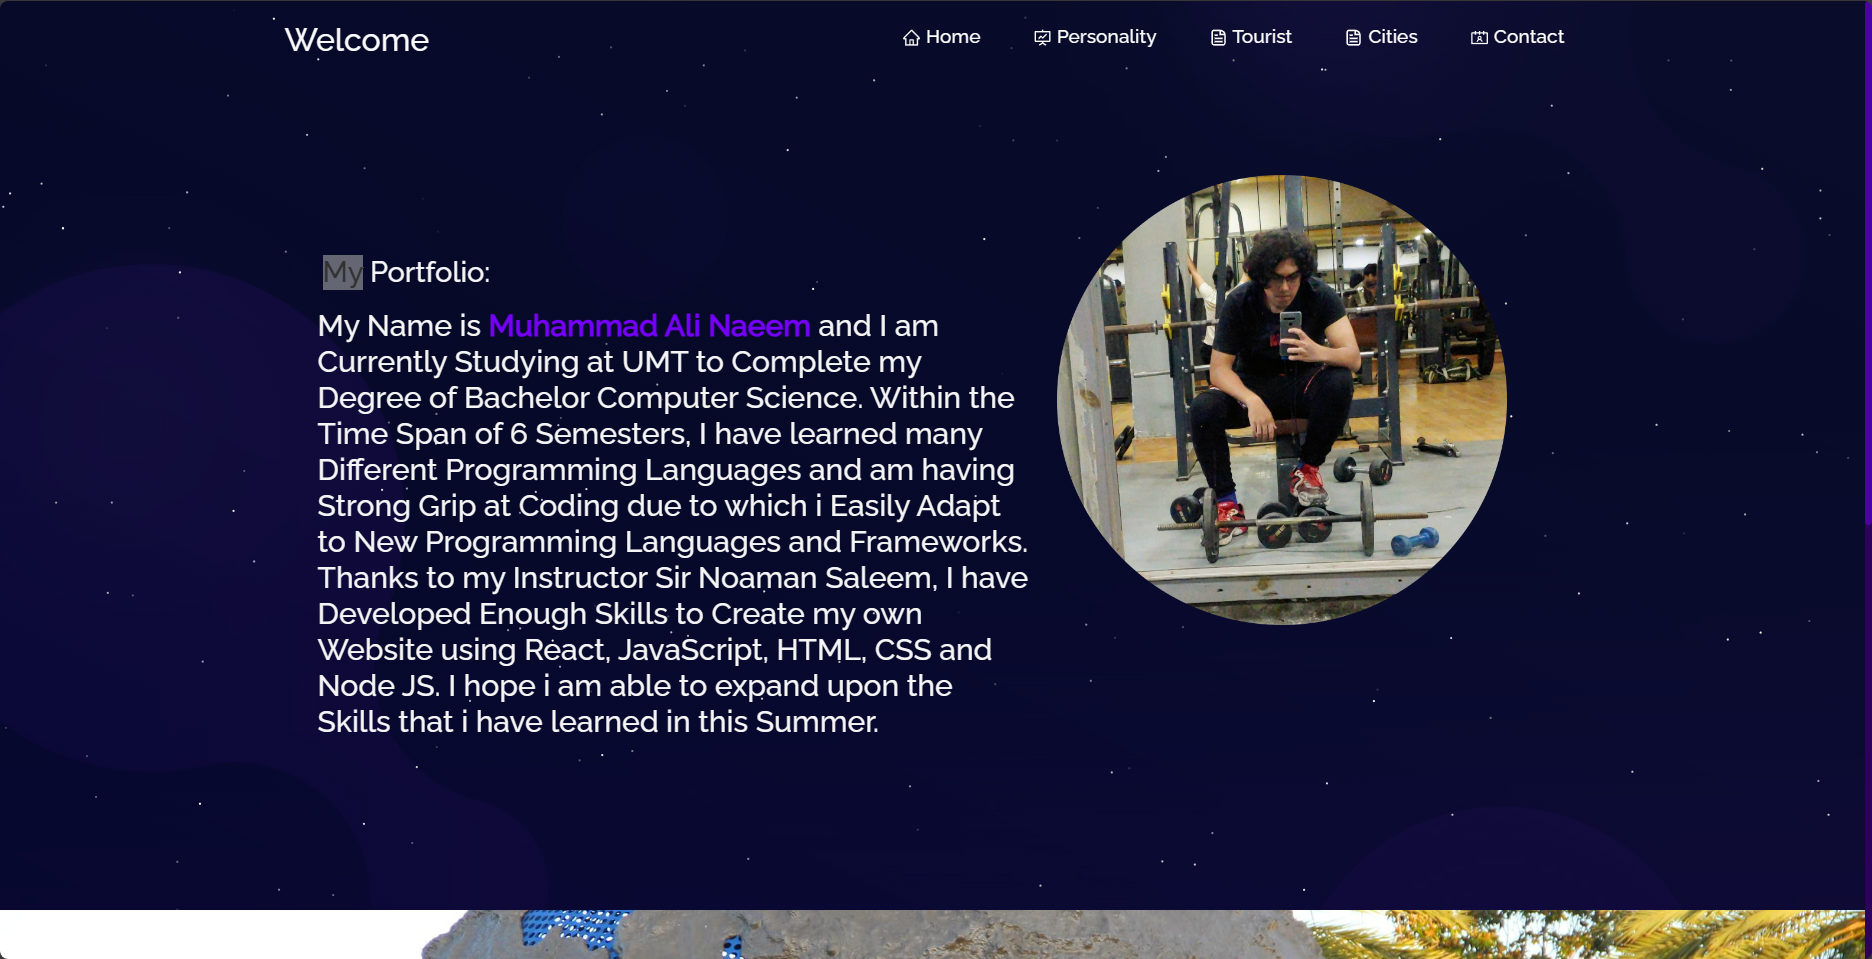 Welcome
Home
Personality
Tourist
Cities
Contact
My Portfolio:
My Name is Muhammad Ali Naeem and I am
Currently Studying at UMT to Complete my
Degree of Bachelor Computer Science. Within the
Time Span of 6 Semesters, I have learned many
Different Programming Languages and am having
Strong Grip at Coding due to which i Easily Adapt
to New Programming Languages and Frameworks.
Thanks to my Instructor Sir Noaman Saleem, I have
Developed Enough Skills to Create my own
Website using React, JavaScript, HTML, CSS and
Node JS. I hope i am able to expand upon the
Skills that i have learned in this Summer.